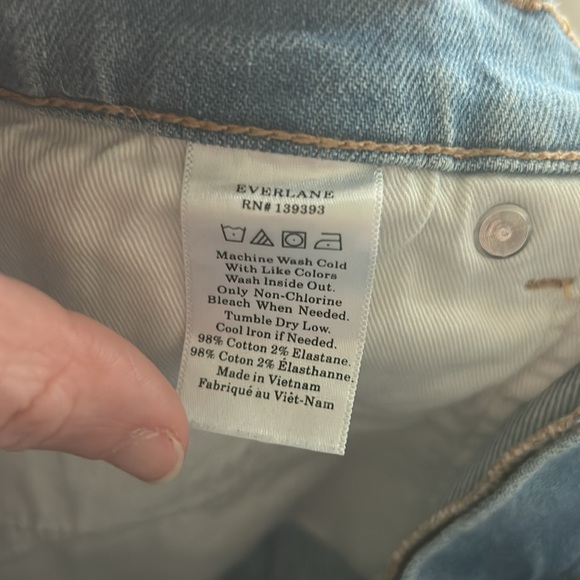 EVERLANE
RN# 139393
Machine Wash Cold
With Like Colors
Wash Inside Out.
Only Non-Chlorine
Bleach When Needed.
Tumble Dry Low.
Cool Iron if Needed.
98% Cotton 2% Elastane.
98% Coton 2% Élasthanne.
Made in Vietnam
Fabriqué au Viêt-Nam